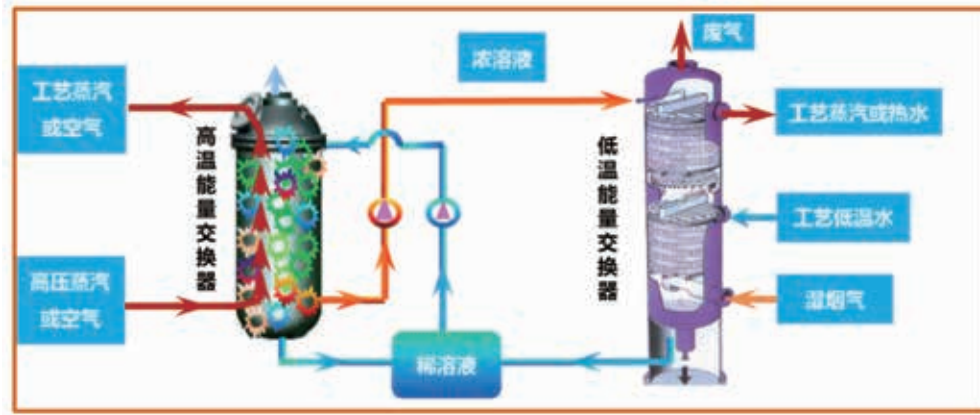 废气
浓溶液
工艺蒸汽
或空气
工艺蒸汽或热水
高温能量交换器
低温能量交换器
工艺低温水
高压蒸汽
或空气
湿烟气
稀溶液